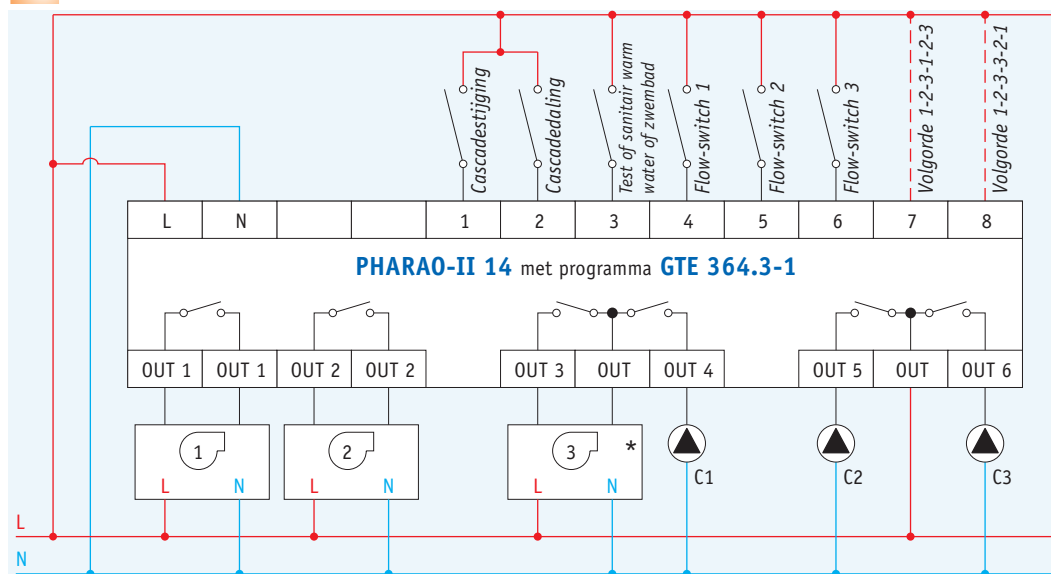 Cascadestijging
Cascadedaling
Test of sanitair warm
water of zwembad
Flow-switch 1
Flow-switch 2
Flow-switch 3
Volgorde 1-2-3-1-2-3
Volgorde 1-2-3-3-2-1
L N 1 2 3 4 5 6 7 8
PHARAO-II 14 met programma GTE 364.3-1
OUT 1 OUT 1 OUT 2 OUT 2 OUT 3 OUT OUT 4 OUT 5 OUT OUT 6
1 2 3 *
C1 C2 C3
L N L N L N
L
N